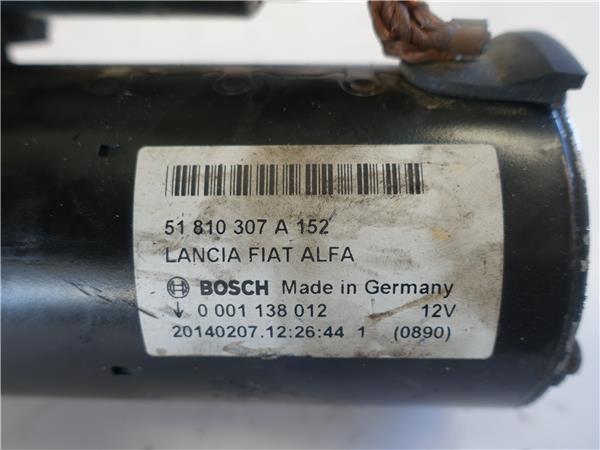 51 810 307 A 152
LANCIA FIAT ALFA
BOSCH Made in Germany
↓ 0 001 138 012 12V
20140207.12:26:44 1 (0890)